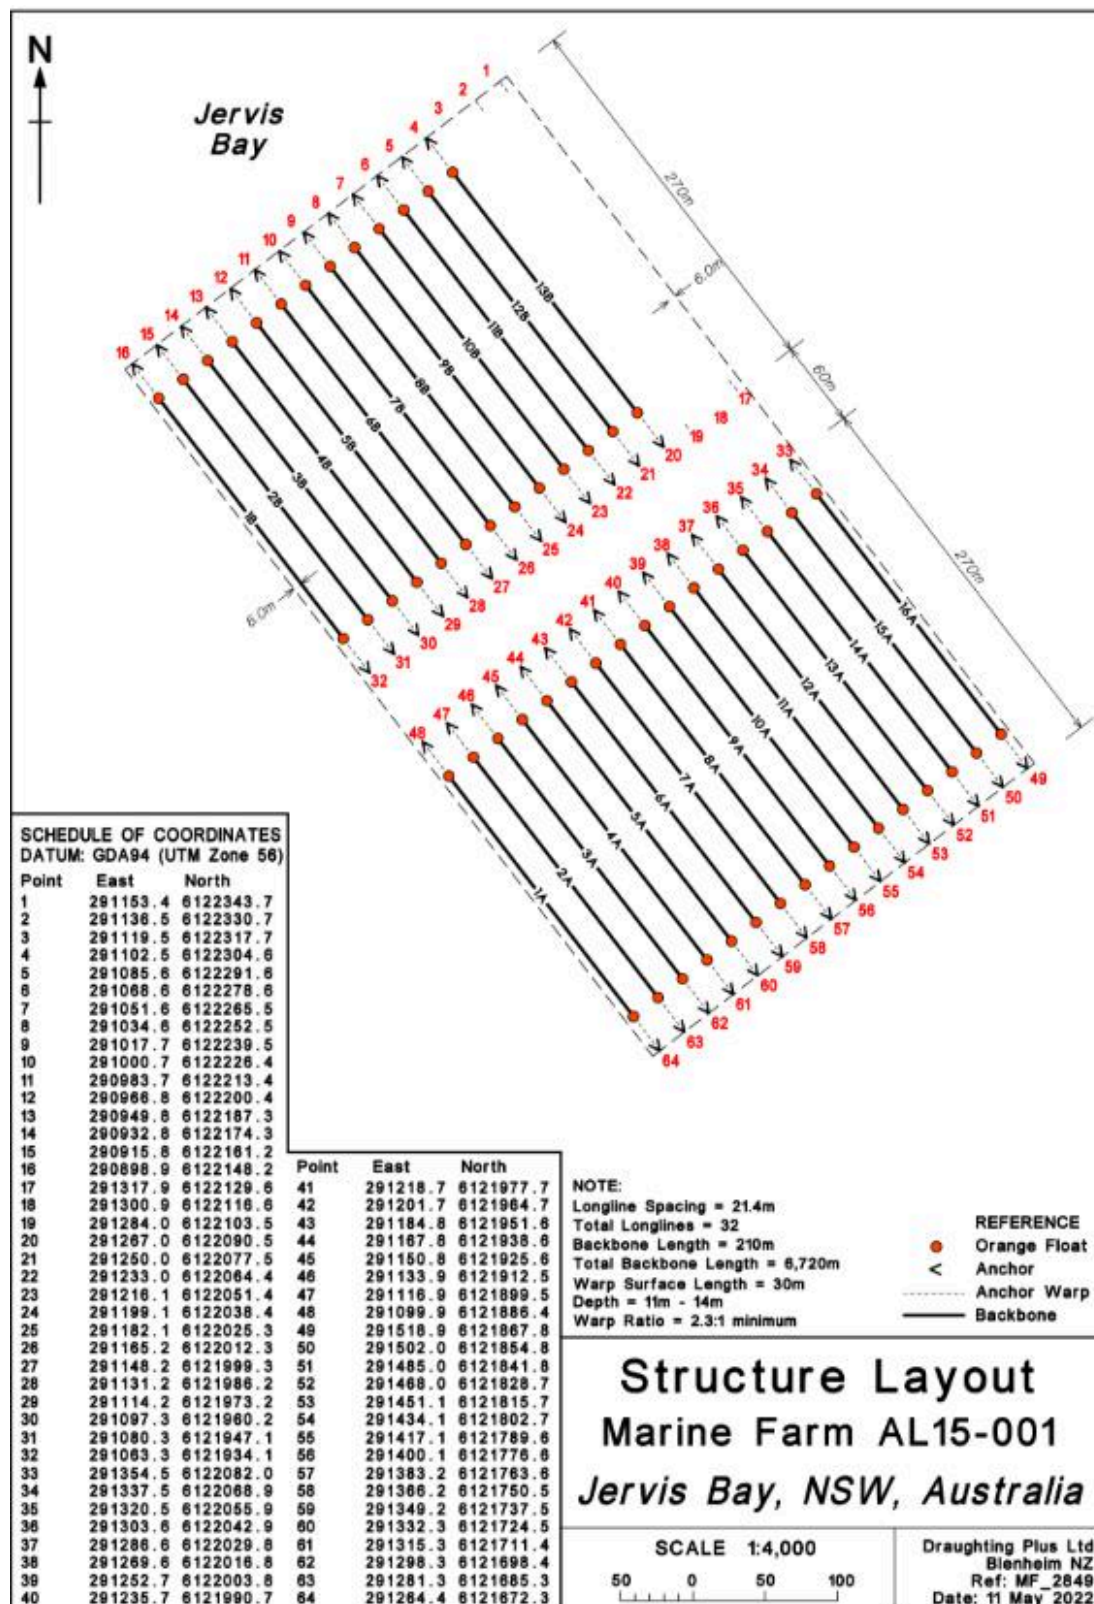 N
Jervis
Bay
1
2
3
4
5
6
7
8
9
10
11
12
13
14
15
16
270m
6.0m
60m
270m
6.0m
13B
12B
11B
10B
9B
8B
7B
6B
5B
4B
3B
2B
1B
17
18
19
20
21
22
23
24
25
26
27
28
29
30
31
32
33
34
35
36
37
38
39
40
41
42
43
44
45
46
47
48
16A
15A
14A
13A
12A
11A
10A
9A
8A
7A
6A
5A
4A
3A
2A
1A
49
50
51
52
53
54
55
56
57
58
59
60
61
62
63
64
SCHEDULE OF COORDINATES
DATUM: GDA94 (UTM Zone 56)
Point East North
1 291153.4 6122343.7
2 291136.5 6122330.7
3 291119.5 6122317.7
4 291102.5 6122304.6
5 291085.6 6122291.6
6 291068.6 6122278.6
7 291051.6 6122265.5
8 291034.6 6122252.5
9 291017.7 6122239.5
10 291000.7 6122226.4
11 290983.7 6122213.4
12 290966.8 6122200.4
13 290949.8 6122187.3
14 290932.8 6122174.3
15 290915.8 6122161.2
16 290898.9 6122148.2
17 291317.9 6122129.6
18 291300.9 6122116.6
19 291284.0 6122103.5
20 291267.0 6122090.5
21 291250.0 6122077.5
22 291233.0 6122064.4
23 291216.1 6122051.4
24 291199.1 6122038.4
25 291182.1 6122025.3
26 291165.2 6122012.3
27 291148.2 6121999.3
28 291131.2 6121986.2
29 291114.2 6121973.2
30 291097.3 6121960.2
31 291080.3 6121947.1
32 291063.3 6121934.1
33 291354.5 6122082.0
34 291337.5 6122068.9
35 291320.5 6122055.9
36 291303.6 6122042.9
37 291286.6 6122029.8
38 291269.6 6122016.8
39 291252.7 6122003.8
40 291235.7 6121990.7
Point East North
41 291218.7 6121977.7
42 291201.7 6121964.7
43 291184.8 6121951.6
44 291167.8 6121938.6
45 291150.8 6121925.6
46 291133.9 6121912.5
47 291116.9 6121899.5
48 291099.9 6121886.4
49 291518.9 6121867.8
50 291502.0 6121854.8
51 291485.0 6121841.8
52 291468.0 6121828.7
53 291451.1 6121815.7
54 291434.1 6121802.7
55 291417.1 6121789.6
56 291400.1 6121776.6
57 291383.2 6121763.6
58 291366.2 6121750.5
59 291349.2 6121737.5
60 291332.3 6121724.5
61 291315.3 6121711.4
62 291298.3 6121698.4
63 291281.3 6121685.3
64 291264.4 6121672.3
NOTE:
Longline Spacing = 21.4m
Total Longlines = 32
Backbone Length = 210m
Total Backbone Length = 6,720m
Warp Surface Length = 30m
Depth = 11m - 14m
Warp Ratio = 2.3:1 minimum
REFERENCE
Orange Float
Anchor
Anchor Warp
Backbone
Structure Layout
Marine Farm AL15-001
Jervis Bay, NSW, Australia
SCALE 1:4,000
50 0 50 100
Draughting Plus Ltd
Blenheim NZ
Ref: MF_2849
Date: 11 May 2022